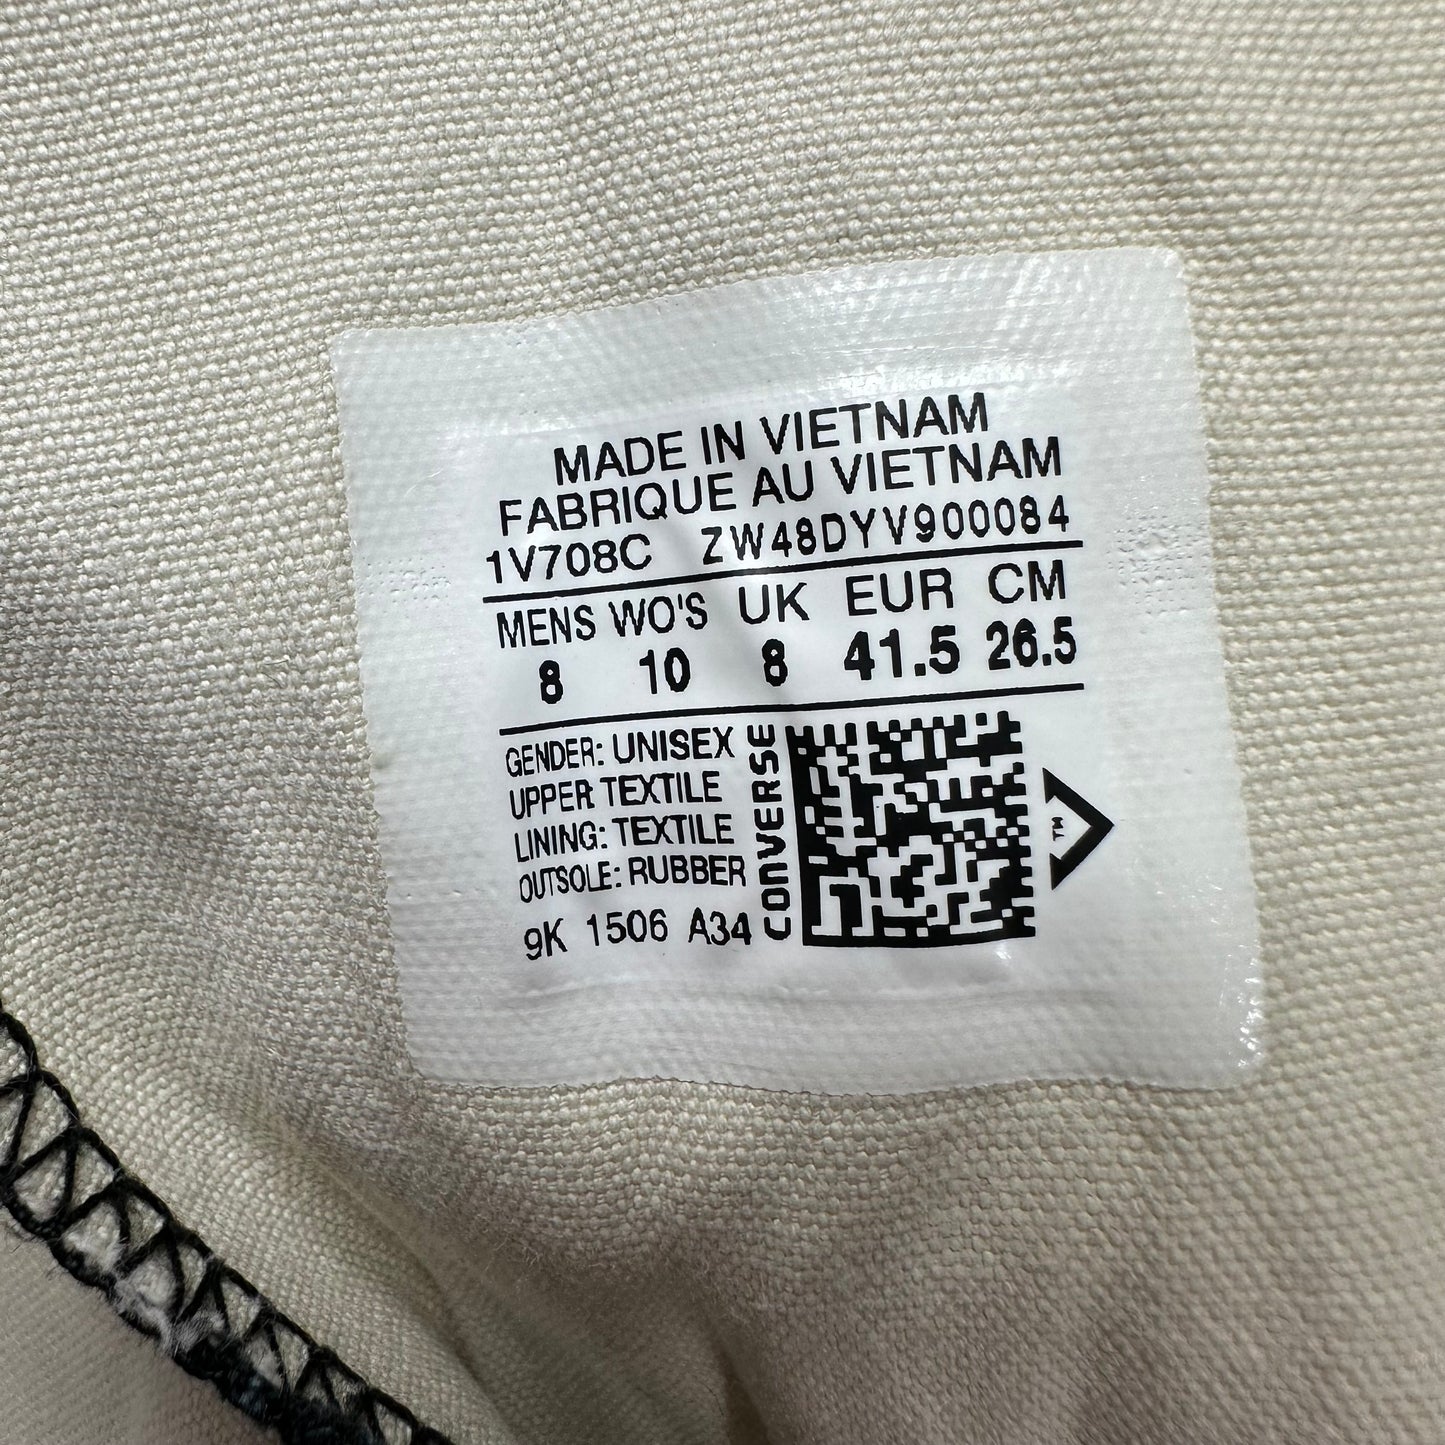 MADE IN VIETNAM
FABRIQUE AU VIETNAM
1V708C ZW48DYV900084
MENS WO'S UK EUR CM
8 10 8 41.5 26.5
GENDER: UNISEX
UPPER TEXTILE
LINING: TEXTILE
OUTSOLE: RUBBER
9K 1506 A34
CONVERSE
TM